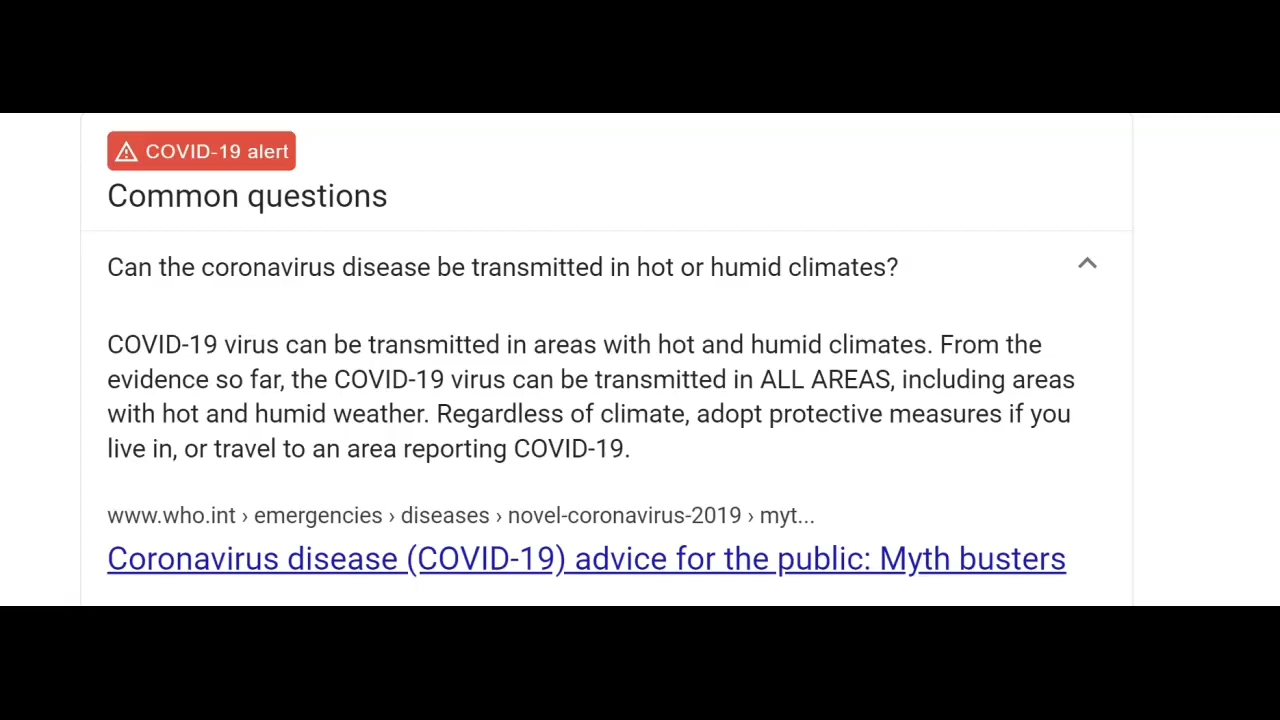 COVID-19 alert
Common questions
Can the coronavirus disease be transmitted in hot or humid climates?
COVID-19 virus can be transmitted in areas with hot and humid climates. From the
evidence so far, the COVID-19 virus can be transmitted in ALL AREAS, including areas
with hot and humid weather. Regardless of climate, adopt protective measures if you
live in, or travel to an area reporting COVID-19.
www.who.int › emergencies › diseases › novel-coronavirus-2019 › myt...
Coronavirus disease (COVID-19) advice for the public: Myth busters